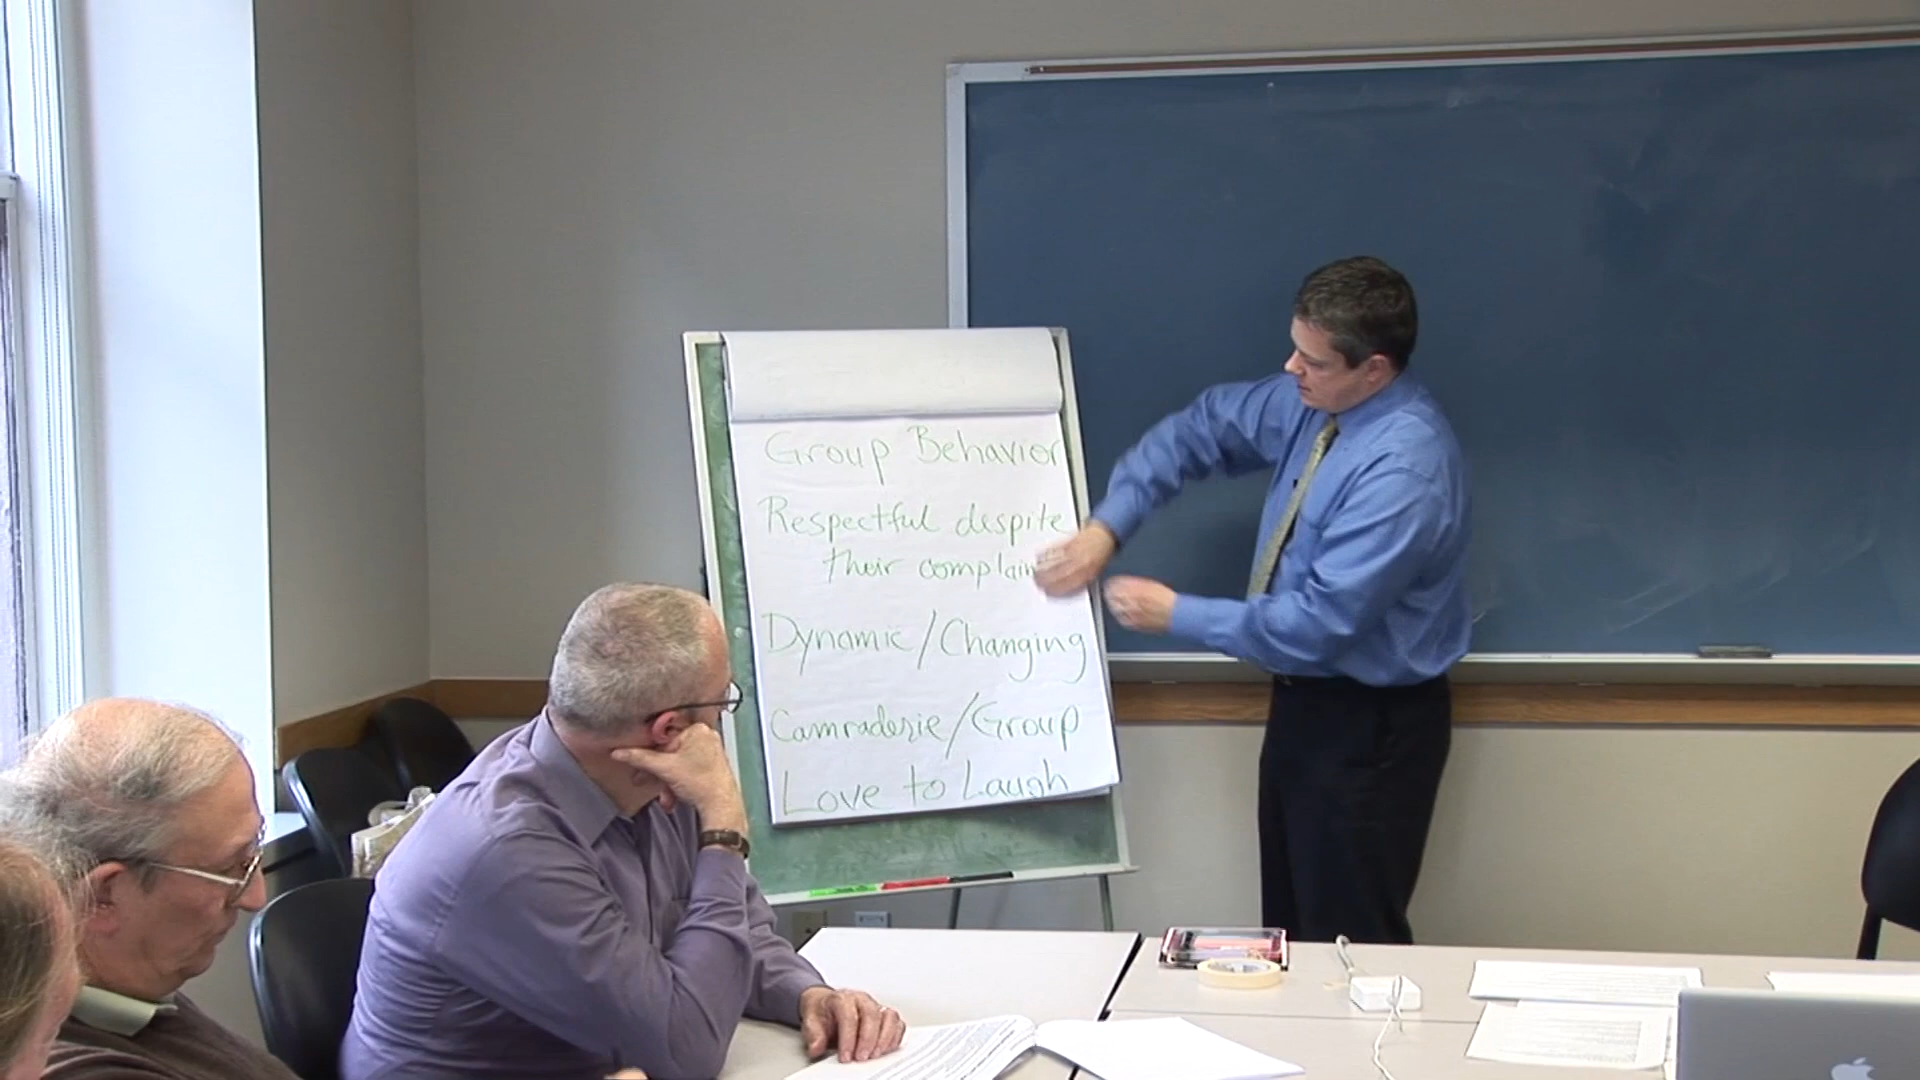 Group Behavior
Respectful despite
their complain
Dynamic/Changing
Camraderie/Group
Love to Laugh